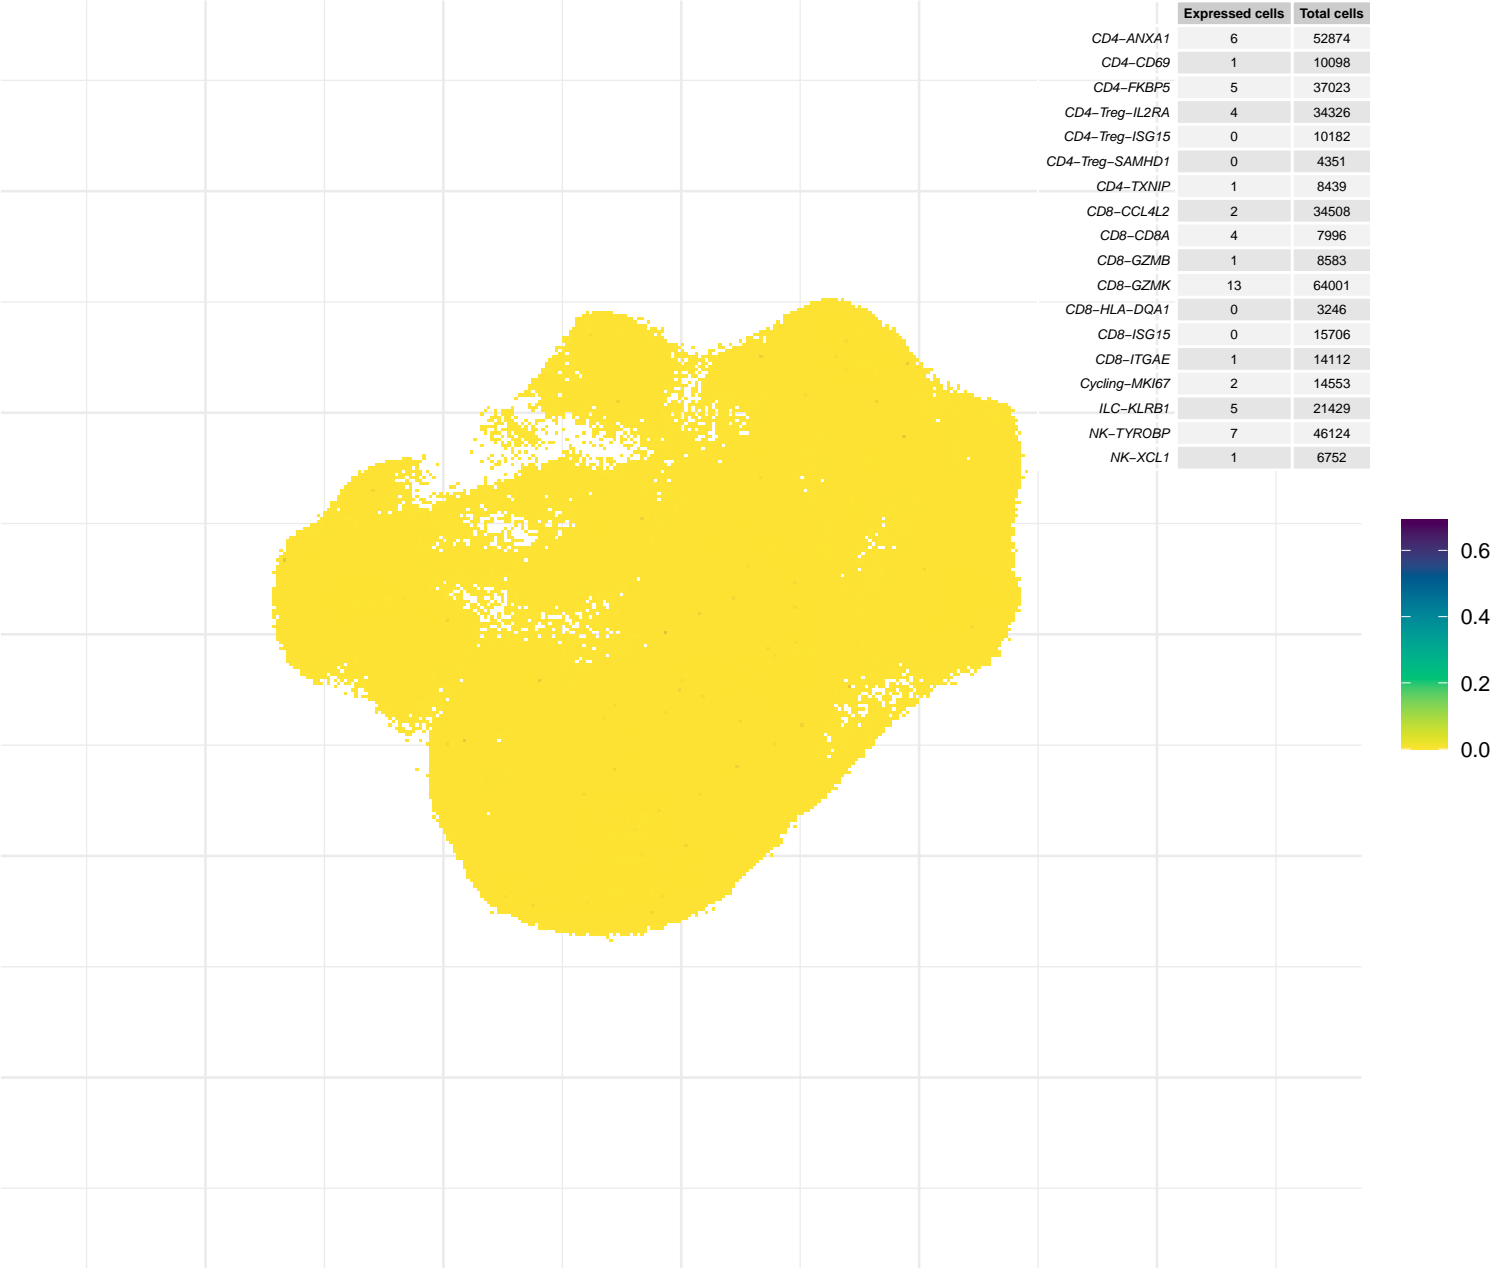 Expressed cells Total cells
CD4−ANXA1 6 52874
CD4−CD69 1 10098
CD4−FKBP5 5 37023
CD4−Treg−IL2RA 4 34326
CD4−Treg−ISG15 0 10182
CD4−Treg−SAMHD1 0 4351
CD4−TXNIP 1 8439
CD8−CCL4L2 2 34508
CD8−CD8A 4 7996
CD8−GZMB 1 8583
CD8−GZMK 13 64001
CD8−HLA−DQA1 0 3246
CD8−ISG15 0 15706
CD8−ITGAE 1 14112
Cycling−MKI67 2 14553
ILC−KLRB1 5 21429
NK−TYROBP 7 46124
NK−XCL1 1 6752
0.6
0.4
0.2
0.0